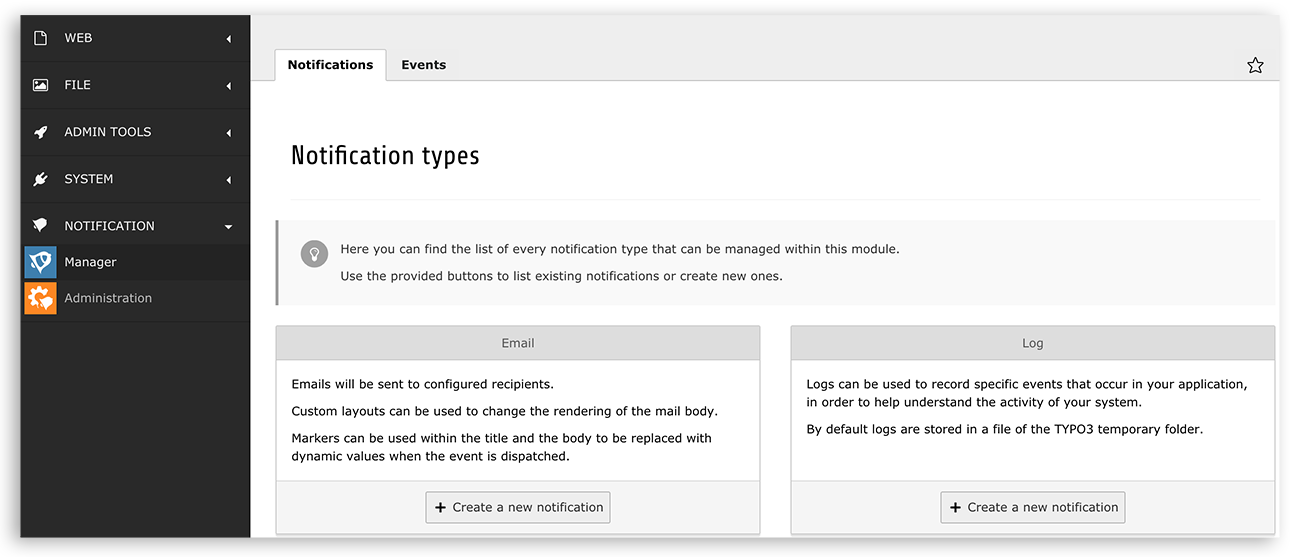 WEB
FILE
ADMIN TOOLS
SYSTEM
NOTIFICATION
Manager
Administration
Notifications
Events
Notification types
Here you can find the list of every notification type that can be managed within this module.
Use the provided buttons to list existing notifications or create new ones.
Email
Emails will be sent to configured recipients.
Custom layouts can be used to change the rendering of the mail body.
Markers can be used within the title and the body to be replaced with
dynamic values when the event is dispatched.
Create a new notification
Log
Logs can be used to record specific events that occur in your application,
in order to help understand the activity of your system.
By default logs are stored in a file of the TYPO3 temporary folder.
Create a new notification